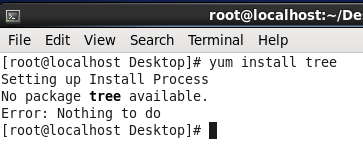 root@localhost:~/De
File Edit View Search Terminal Help
[root@localhost Desktop]# yum install tree
Setting up Install Process
No package tree available.
Error: Nothing to do
[root@localhost Desktop]#